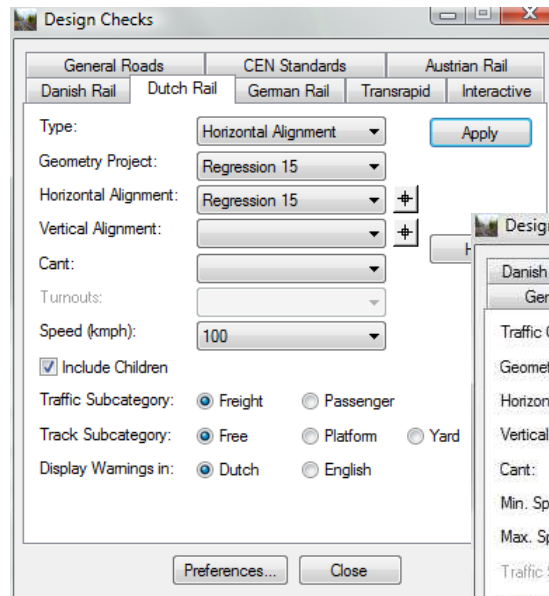 Design Checks
General Roads CEN Standards Austrian Rail
Danish Rail Dutch Rail German Rail Transrapid Interactive
Type: Horizontal Alignment Apply
Geometry Project: Regression 15
Horizontal Alignment: Regression 15
Vertical Alignment:
Cant:
Turnouts:
Speed (kmph): 100
Include Children
Traffic Subcategory: Freight Passenger
Track Subcategory: Free Platform Yard
Display Warnings in: Dutch English
Preferences... Close
Danish
Cant: